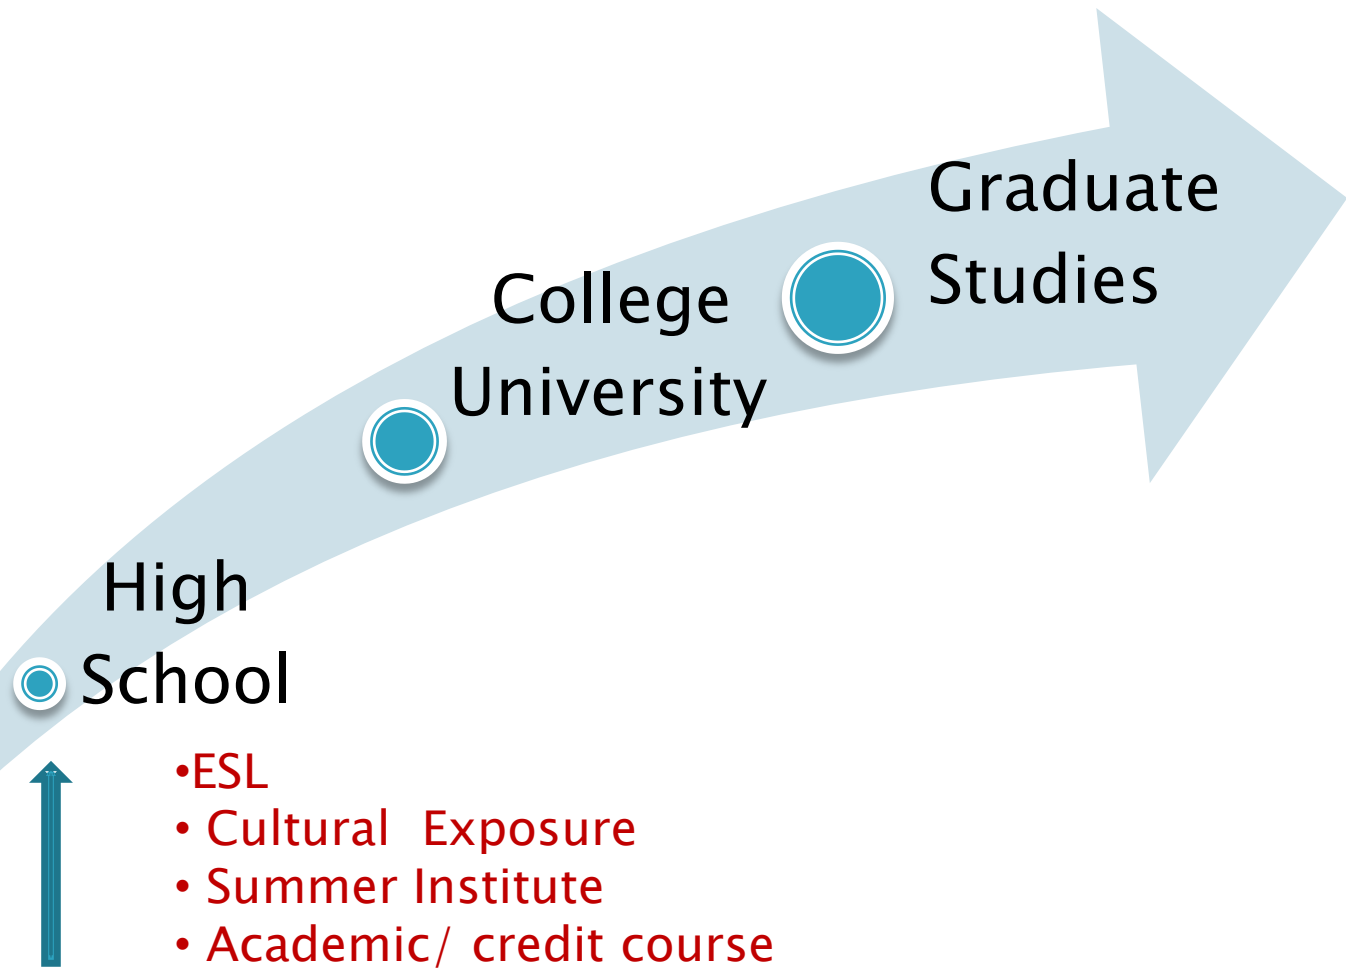 Graduate
Studies
College
University
High
School
•ESL
• Cultural Exposure
• Summer Institute
• Academic/ credit course